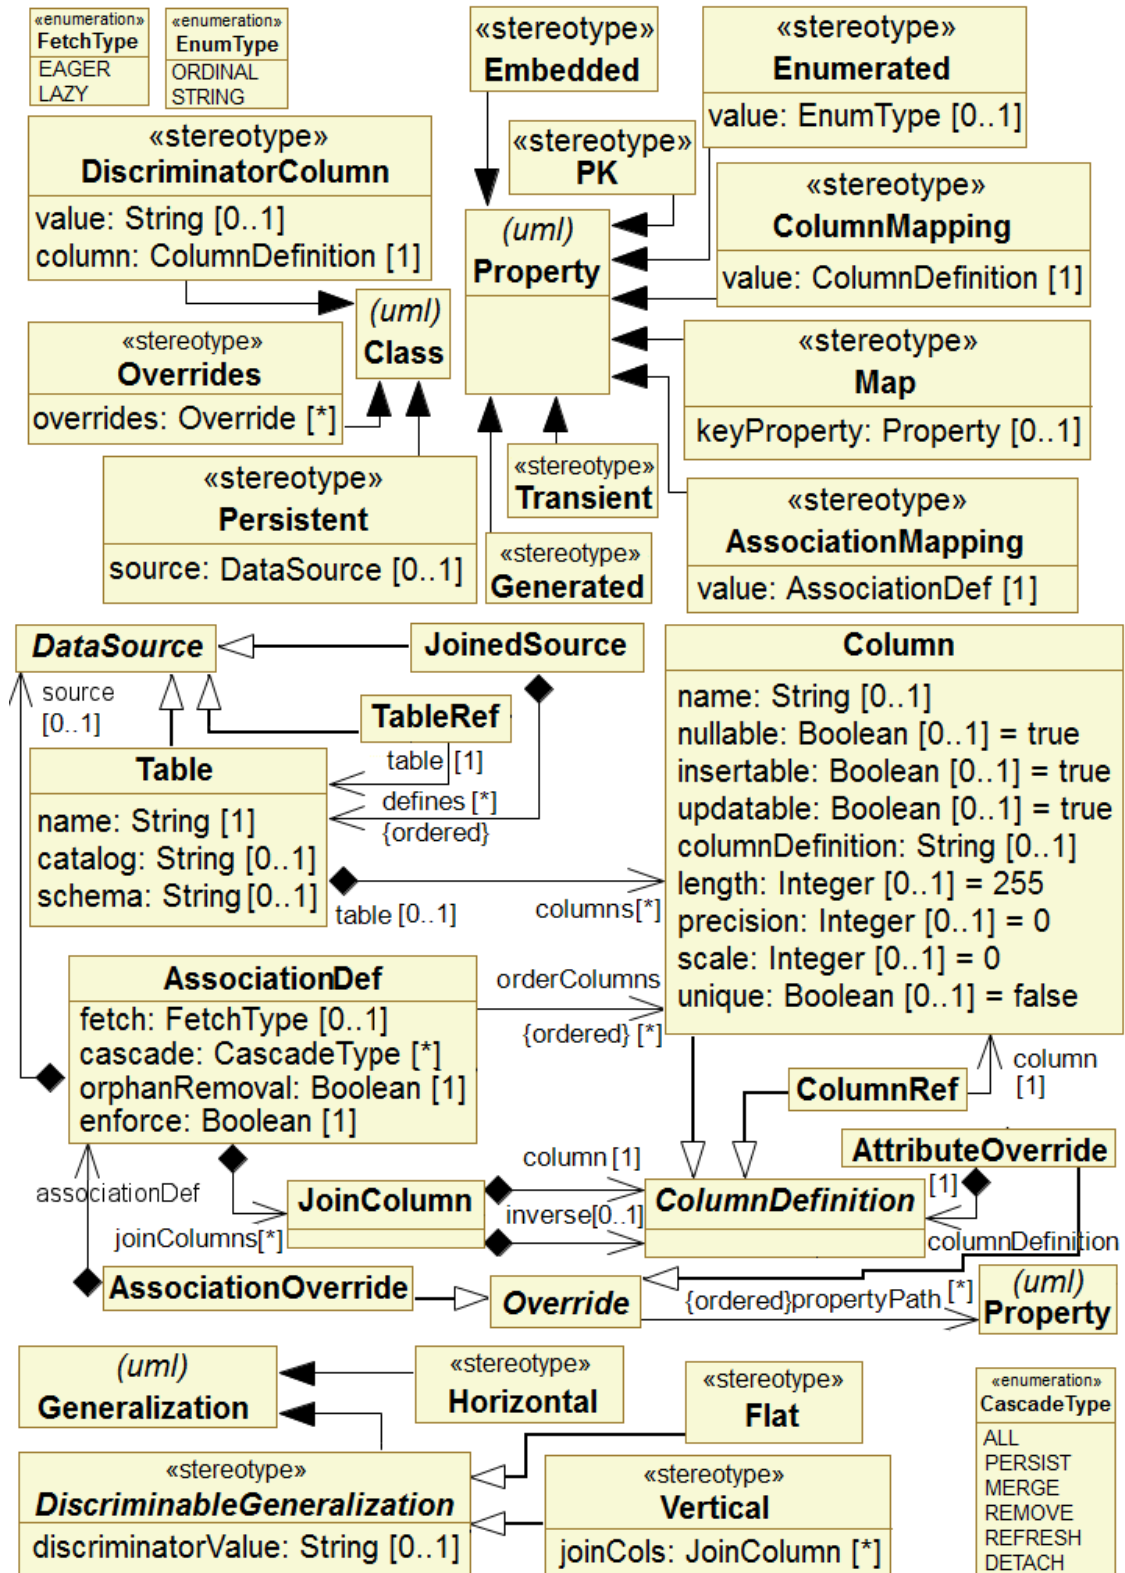 «enumeration»
FetchType
EAGER
LAZY
«enumeration»
EnumType
ORDINAL
STRING
«stereotype»
Embedded
«stereotype»
Enumerated
value: EnumType [0..1]
«stereotype»
DiscriminatorColumn
value: String [0..1]
column: ColumnDefinition [1]
«stereotype»
PK
(uml)
Property
«stereotype»
ColumnMapping
value: ColumnDefinition [1]
(uml)
Class
«stereotype»
Overrides
overrides: Override [*]
«stereotype»
Map
keyProperty: Property [0..1]
«stereotype»
Persistent
source: DataSource [0..1]
«stereotype»
Transient
«stereotype»
Generated
«stereotype»
AssociationMapping
value: AssociationDef [1]
DataSource
JoinedSource
source
[0..1]
TableRef
table [1]
defines [*]
{ordered}
Table
name: String [1]
catalog: String [0..1]
schema: String [0..1]
table [0..1]
columns[*]
Column
name: String [0..1]
nullable: Boolean [0..1] = true
insertable: Boolean [0..1] = true
updatable: Boolean [0..1] = true
columnDefinition: String [0..1]
length: Integer [0..1] = 255
precision: Integer [0..1] = 0
scale: Integer [0..1] = 0
unique: Boolean [0..1] = false
AssociationDef
fetch: FetchType [0..1]
cascade: CascadeType [*]
orphanRemoval: Boolean [1]
enforce: Boolean [1]
orderColumns
{ordered} [*]
ColumnRef
column
[1]
AttributeOverride
[1]
columnDefinition
associationDef
joinColumns[*]
JoinColumn
column [1]
inverse[0..1]
ColumnDefinition
AssociationOverride
Override
{ordered}propertyPath [*]
(uml)
Property
(uml)
Generalization
«stereotype»
Horizontal
«stereotype»
Flat
«stereotype»
DiscriminableGeneralization
discriminatorValue: String [0..1]
«stereotype»
Vertical
joinCols: JoinColumn [*]
«enumeration»
CascadeType
ALL
PERSIST
MERGE
REMOVE
REFRESH
DETACH